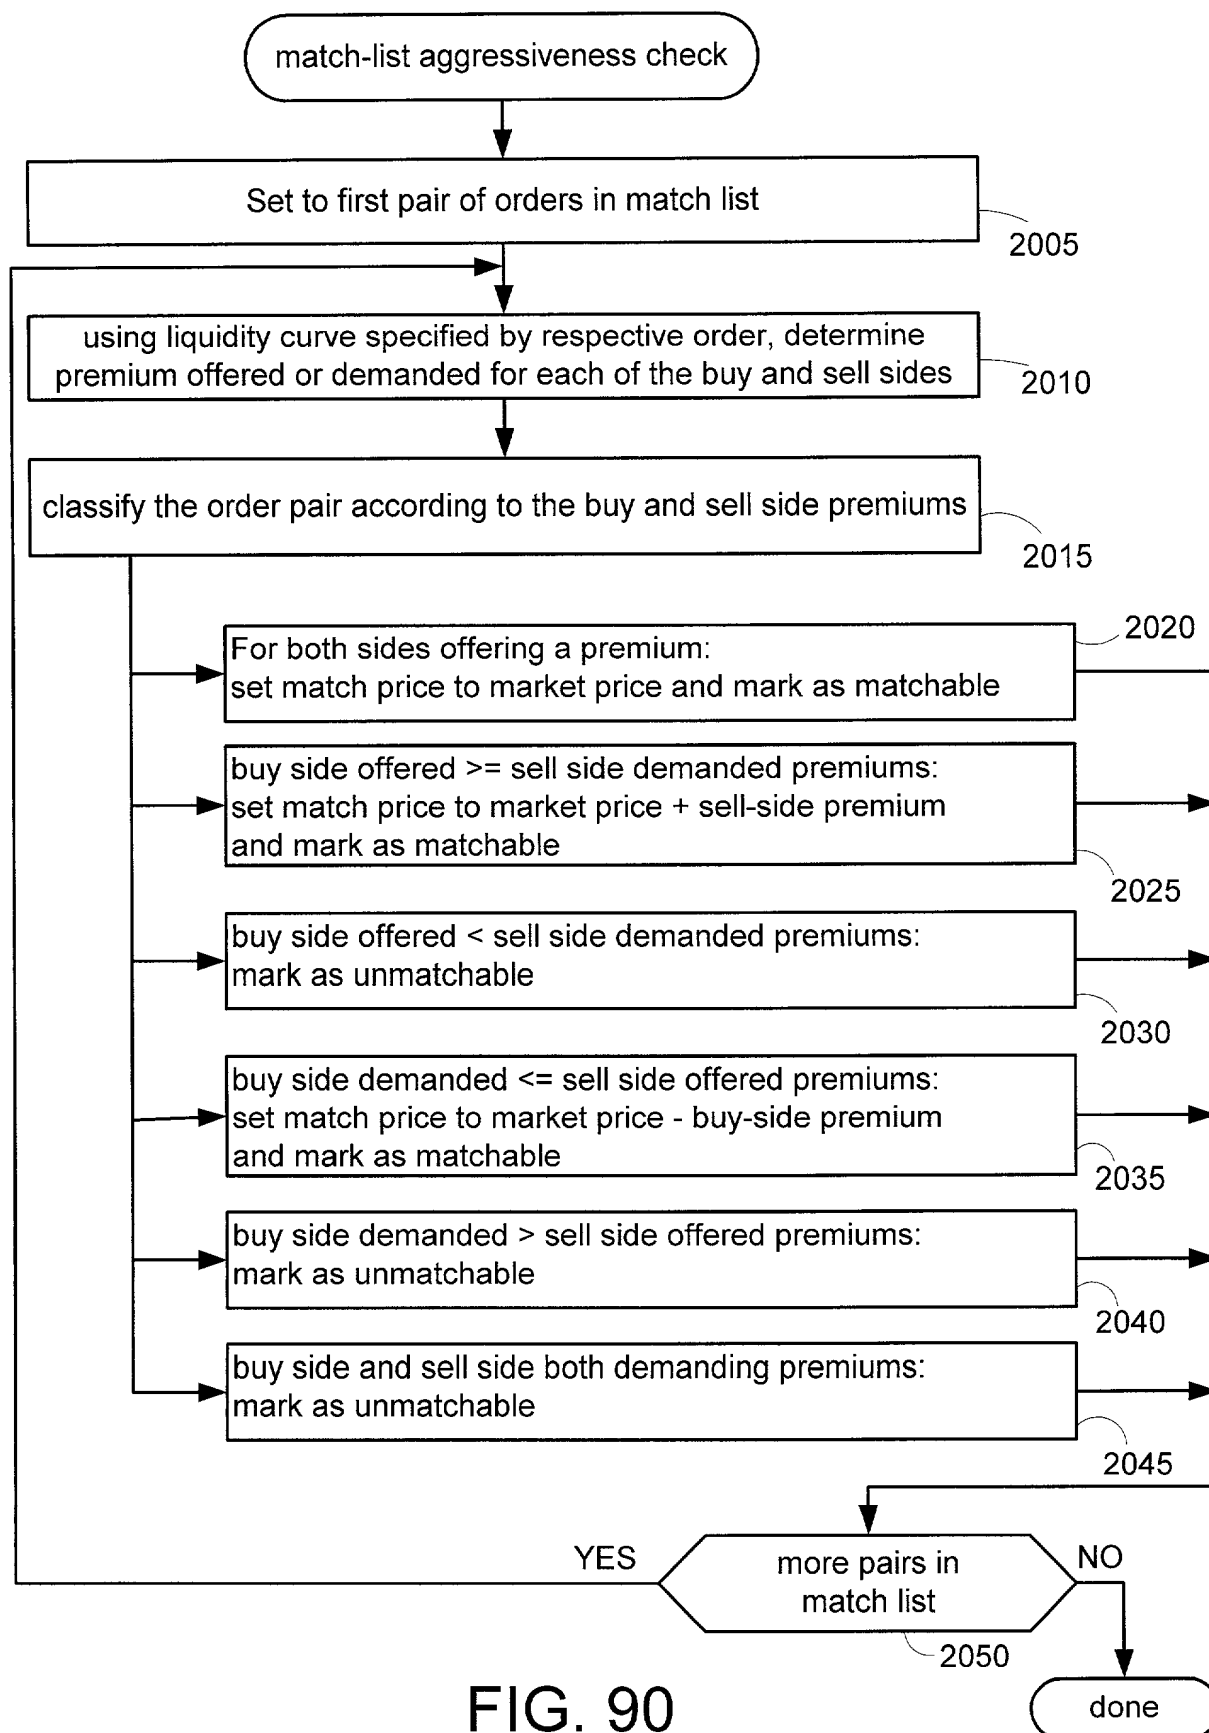 match-list aggressiveness check
Set to first pair of orders in match list
2005
using liquidity curve specified by respective order, determine
premium offered or demanded for each of the buy and sell sides
2010
classify the order pair according to the buy and sell side premiums
2015
2020
For both sides offering a premium:
set match price to market price and mark as matchable
buy side offered >= sell side demanded premiums:
set match price to market price + sell-side premium
and mark as matchable
2025
buy side offered < sell side demanded premiums:
mark as unmatchable
2030
buy side demanded <= sell side offered premiums:
set match price to market price - buy-side premium
and mark as matchable
2035
buy side demanded > sell side offered premiums:
mark as unmatchable
2040
buy side and sell side both demanding premiums:
mark as unmatchable
2045
YES
more pairs in
match list
NO
2050
done
FIG. 90